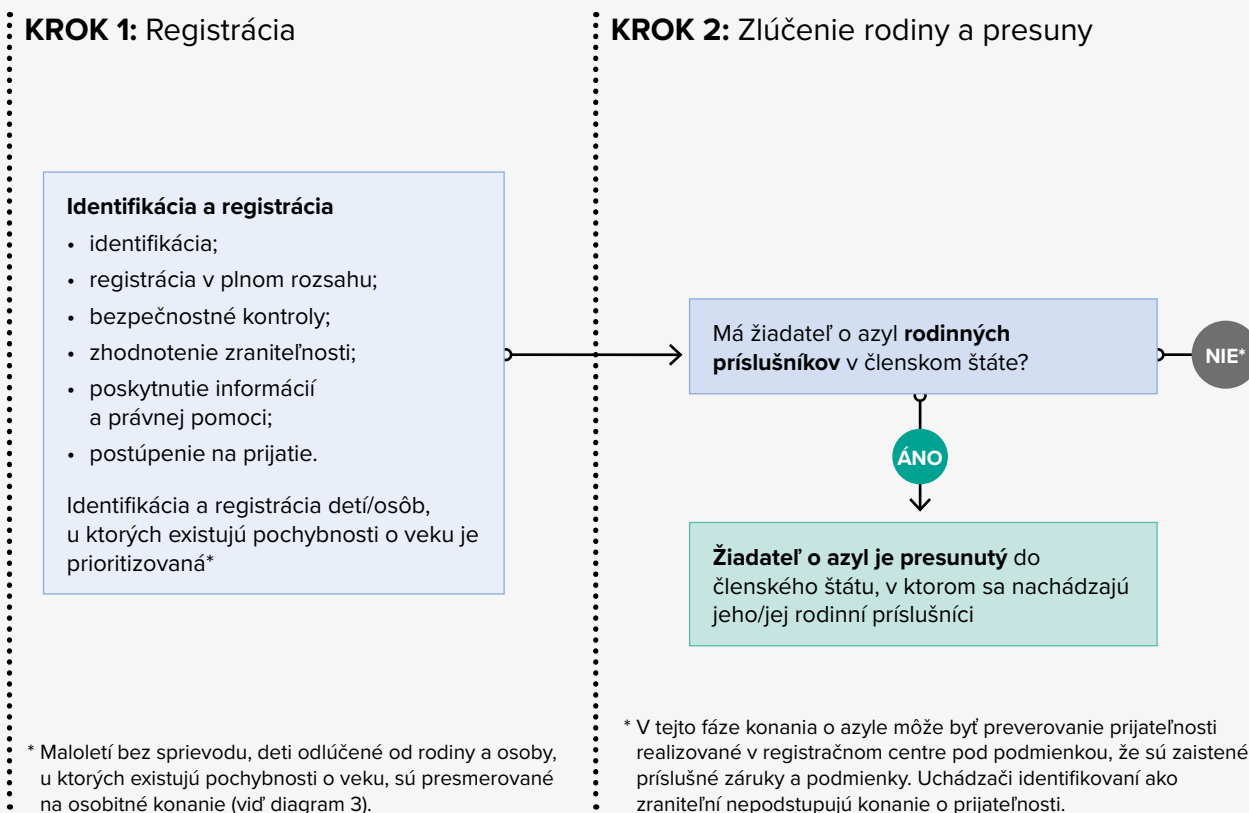 KROK 1: Registrácia
Identifikácia a registrácia
• identifikácia;
• registrácia v plnom rozsahu;
• bezpečnostné kontroly;
• zhodnotenie zraniteľnosti;
• poskytnutie informácií
a právnej pomoci;
• postúpenie na prijatie.
Identifikácia a registrácia detí/osôb,
u ktorých existujú pochybnosti o veku je
prioritizovaná*
* Maloletí bez sprievodu, deti odlúčené od rodiny a osoby,
u ktorých existujú pochybnosti o veku, sú presmerované
na osobitné konanie (viď diagram 3).
KROK 2: Zlúčenie rodiny a presuny
Má žiadateľ o azyl rodinných
príslušníkov v členskom štáte?
NIE*
ÁNO
Žiadateľ o azyl je presunutý do
členského štátu, v ktorom sa nachádzajú
jeho/jej rodinní príslušníci
* V tejto fáze konania o azyle môže byť preverovanie prijateľnosti
realizované v registračnom centre pod podmienkou, že sú zaistené
príslušné záruky a podmienky. Uchádzači identifikovaní ako
zraniteľní nepodstupujú konanie o prijateľnosti.